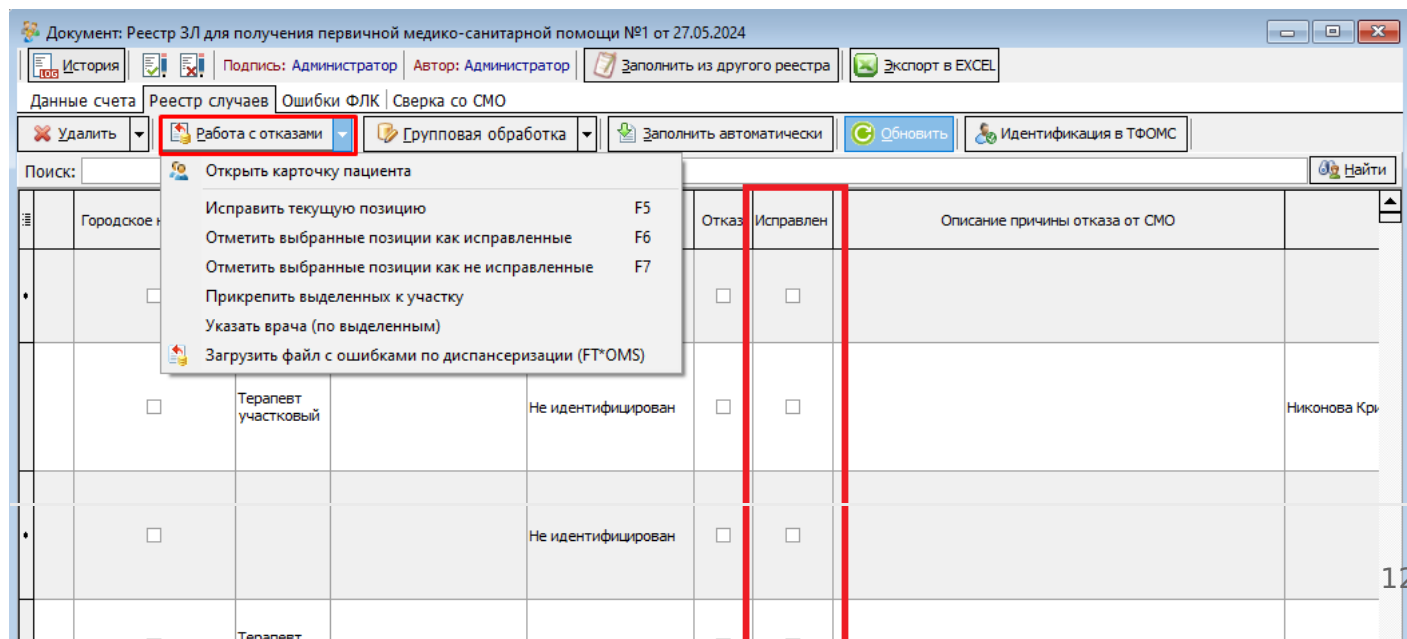 Документ: Реестр ЗЛ для получения первичной медико-санитарной помощи №1 от 27.05.2024
LOG История Подпись: Администратор Автор: Администратор Заполнить из другого реестра Экспорт в EXCEL
Данные счета Реестр случаев Ошибки ФЛК Сверка со СМО
Удалить Работа с отказами Групповая обработка Заполнить автоматически Обновить Идентификация в ТФОМС
Поиск: Найти
Открыть карточку пациента
Исправить текущую позицию F5
Отметить выбранные позиции как исправленные F6
Отметить выбранные позиции как не исправленные F7
Прикрепить выделенных к участку
Указать врача (по выделенным)
Загрузить файл с ошибками по диспансеризации (FT*OMS)
Городское Отказ Исправлен Описание причины отказа от СМО
Терапевт
участковый
Не идентифицирован
Никонова Кри
Не идентифицирован
12
Терапевт